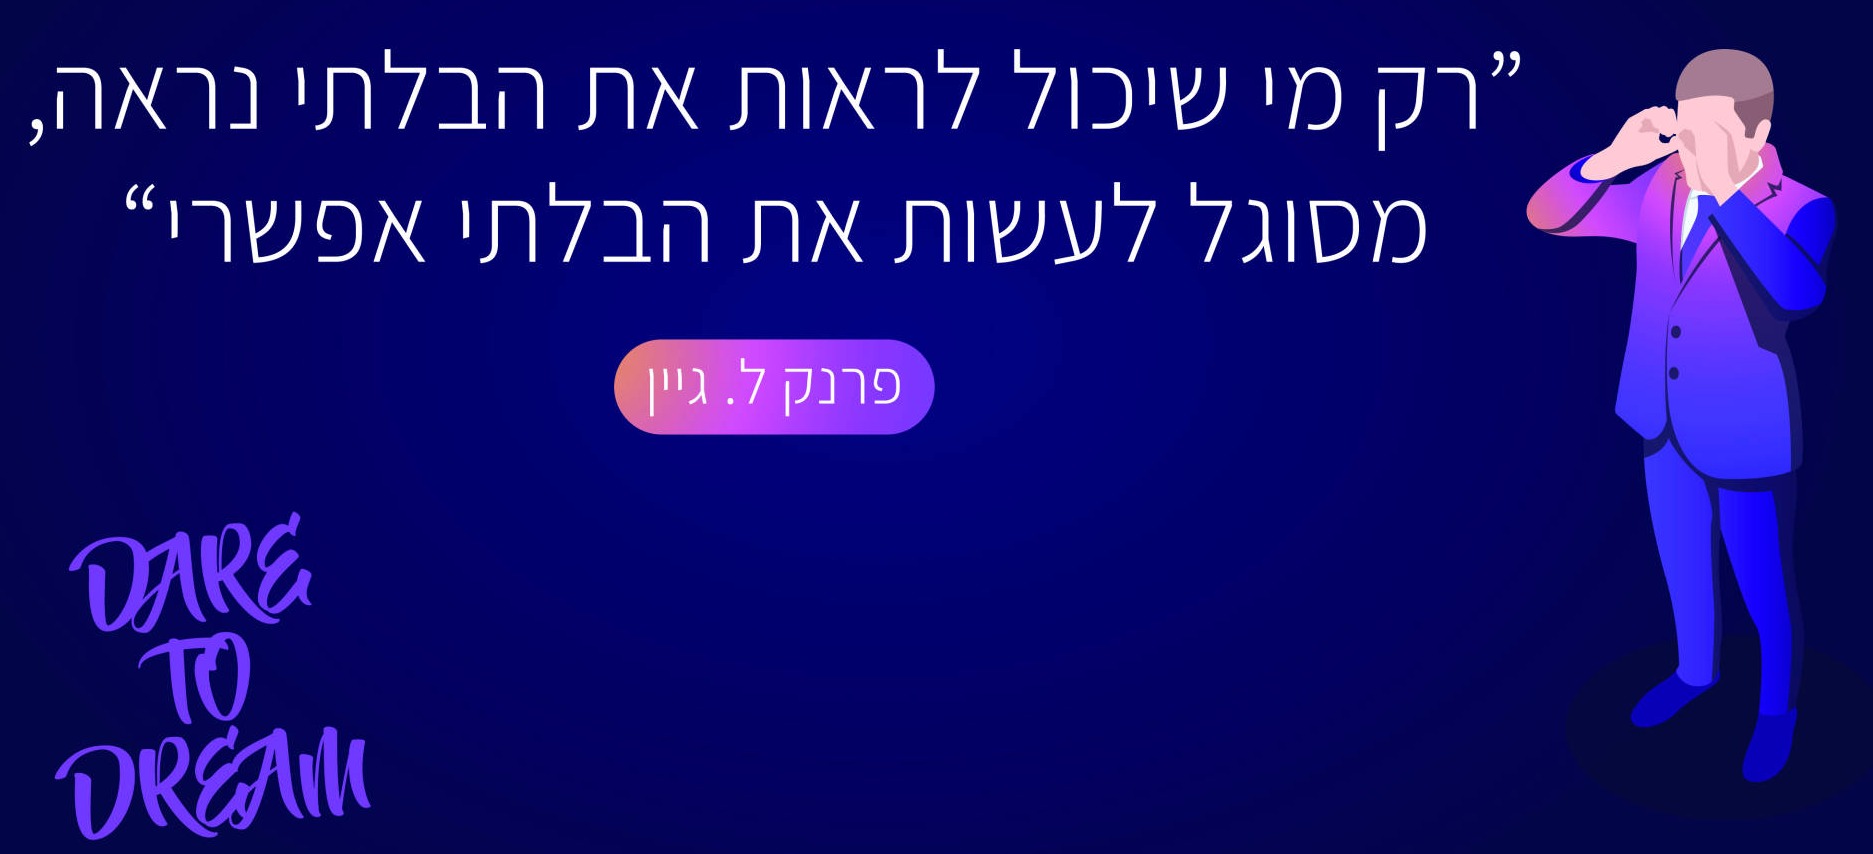 ”רק מי שיכול לראות את הבלתי נראה,
מסוגל לעשות את הבלתי אפשרי“
פרנק ל. גיין
DARE
TO
DREAM